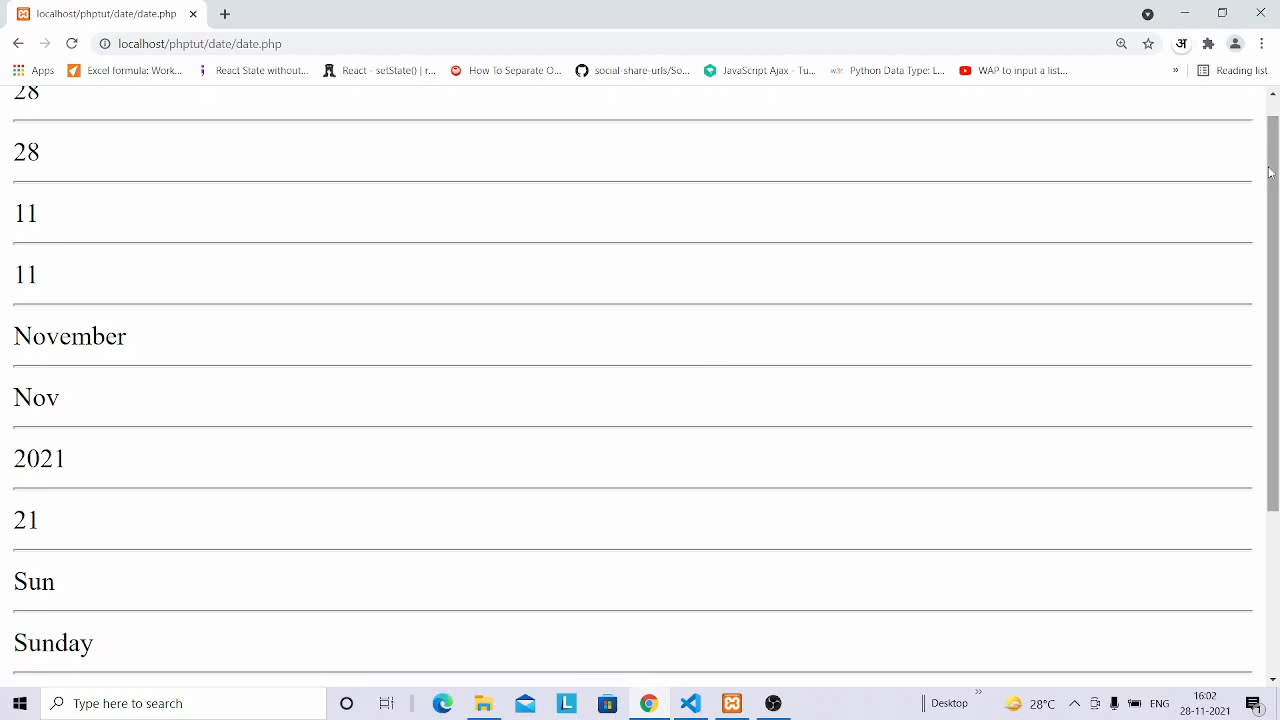 localhost/phptut/date/date.php
localhost/phptut/date/date.php
अ
Apps
Excel formula: Work...
React State without...
React - setState() | r...
How To Separate O...
social-share-urls/So...
JavaScript Ajax - Tu...
w3r
Python Data Type: L...
WAP to input a list...
»
Reading list
28
28
11
11
November
Nov
2021
21
Sun
Sunday
Type here to search
L
Desktop
»
28°C
ENG
16:02
28-11-2021
1